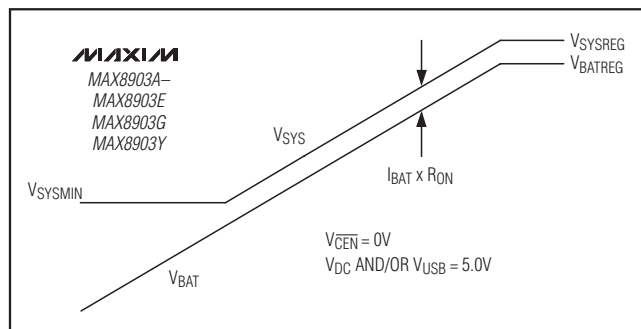 MAXIM
MAX8903A–
MAX8903E
MAX8903G
MAX8903Y
VSYSREG
VBATREG
VSYS
IBAT x RON
VSYSMIN
VCEN = 0V
VDC AND/OR VUSB = 5.0V
VBAT